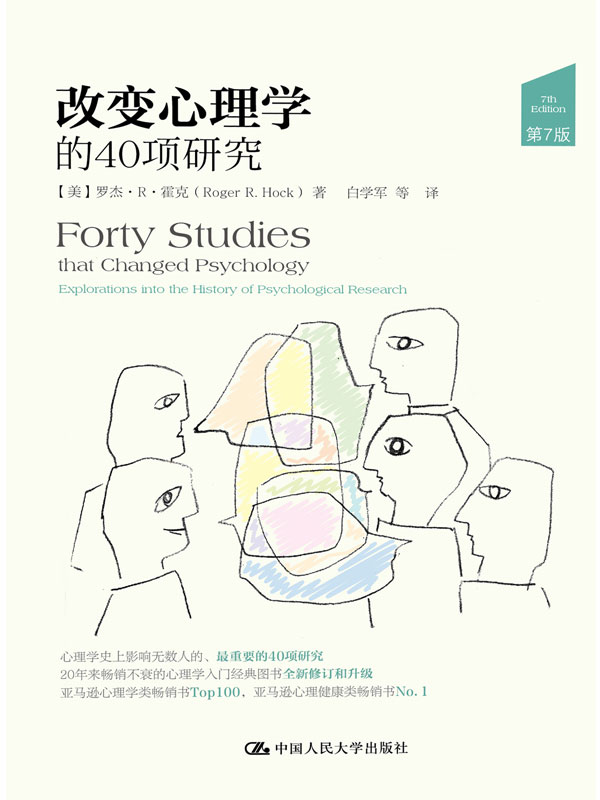 改变心理学
的40项研究
7th
Edition
第7版
【美】罗杰·R·霍克（Roger R. Hock）著 白学军 等 译
Forty Studies
that Changed Psychology
Explorations into the History of Psychological Research
心理学史上影响无数人的、最重要的40项研究
20年来畅销不衰的心理学入门经典图书全新修订和升级
亚马逊心理学类畅销书Top100，亚马逊心理健康类畅销书No.1
中国人民大学出版社